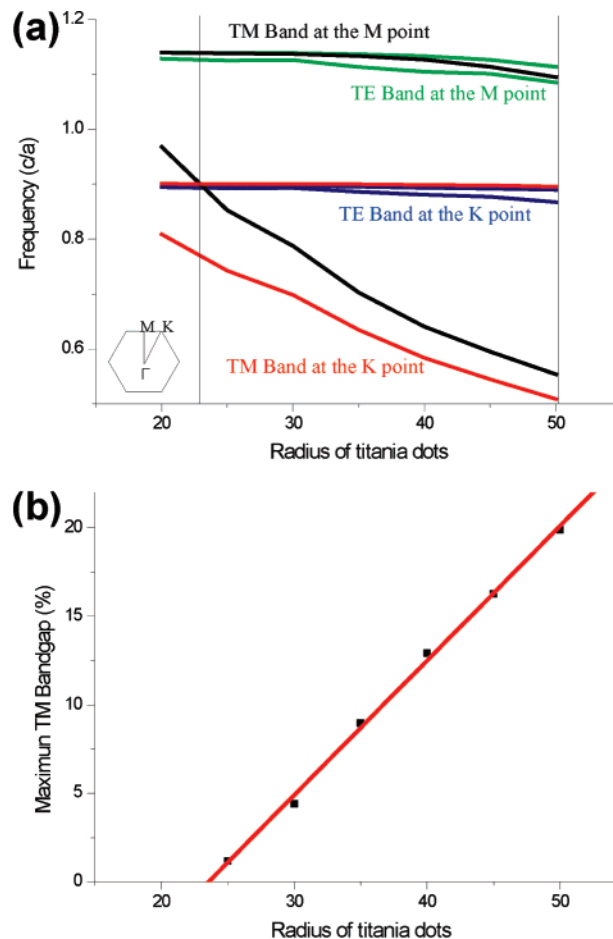 (a)
1.2
TM Band at the M point
TE Band at the M point
1.0
Frequency (c/a)
TE Band at the K point
0.8
M K
Γ
TM Band at the K point
0.6
20 30 40 50
Radius of titania dots
(b)
20
15
Maximun TM Bandgap (%)
10
5
0
20 30 40 50
Radius of titania dots